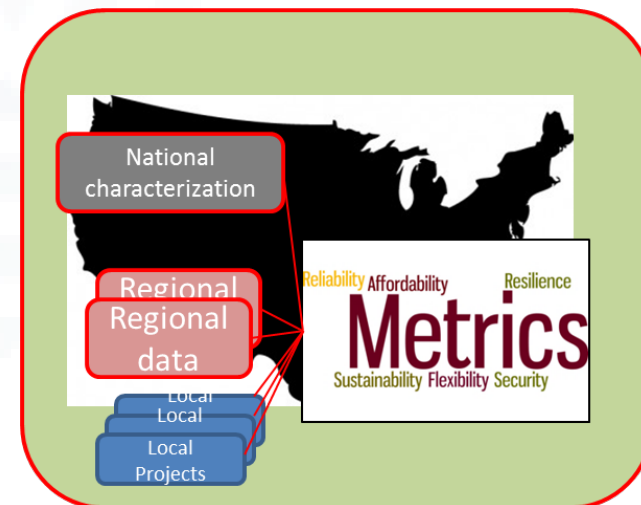 National
characterization
Regional
Regional
data
Local
Local
Local
Projects
Reliability Affordability Resilience
Metrics
Sustainability Flexibility Security